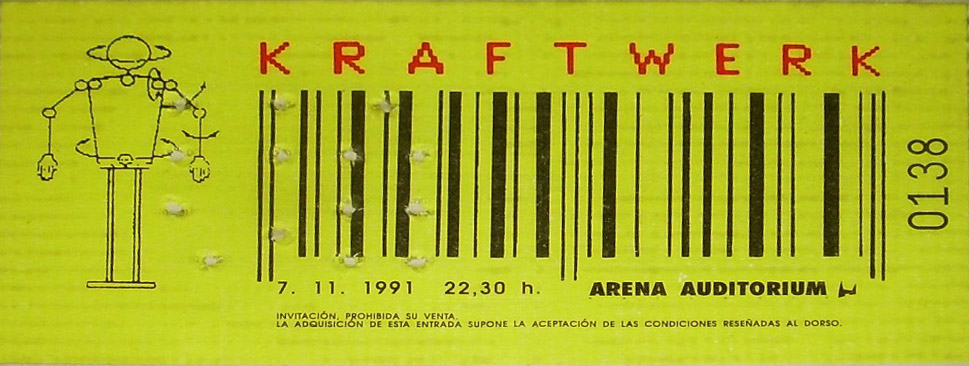 KRAFTWERK
7. 11. 1991 22,30 h. ARENA AUDITORIUM
INVITACIÓN, PROHIBIDA SU VENTA.
LA ADQUISICIÓN DE ESTA ENTRADA SUPONE LA ACEPTACIÓN DE LAS CONDICIONES RESEÑADAS AL DORSO.
0138